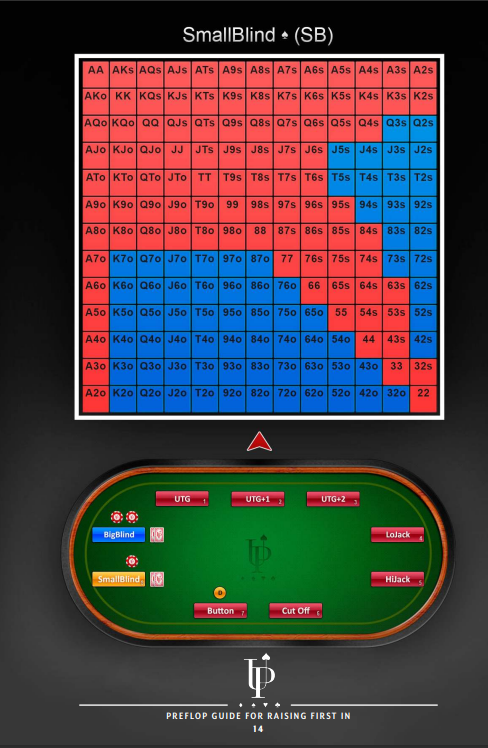 SmallBlind ♠ (SB)
AA AKs AQs AJs ATs A9s A8s A7s A6s A5s A4s A3s A2s
AKo KK KQs KJs KTs K9s K8s K7s K6s K5s K4s K3s K2s
AQo KQo QQ QJs QTs Q9s Q8s Q7s Q6s Q5s Q4s Q3s Q2s
AJo KJo QJo JJ JTs J9s J8s J7s J6s J5s J4s J3s J2s
ATo KTo QTo JTo TT T9s T8s T7s T6s T5s T4s T3s T2s
A9o K9o Q9o J9o T9o 99 98s 97s 96s 95s 94s 93s 92s
A8o K8o Q8o J8o T8o 98o 88 87s 86s 85s 84s 83s 82s
A7o K7o Q7o J7o T7o 97o 87o 77 76s 75s 74s 73s 72s
A6o K6o Q6o J6o T6o 96o 86o 76o 66 65s 64s 63s 62s
A5o K5o Q5o J5o T5o 95o 85o 75o 65o 55 54s 53s 52s
A4o K4o Q4o J4o T4o 94o 84o 74o 64o 54o 44 43s 42s
A3o K3o Q3o J3o T3o 93o 83o 73o 63o 53o 43o 33 32s
A2o K2o Q2o J2o T2o 92o 82o 72o 62o 52o 42o 32o 22
UTG 1 UTG+1 2 UTG+2 3
BigBlind LoJack 4
SmallBlind HiJack 5
D
Button 7 Cut Off 6
UP
PREFLOP GUIDE FOR RAISING FIRST IN
14